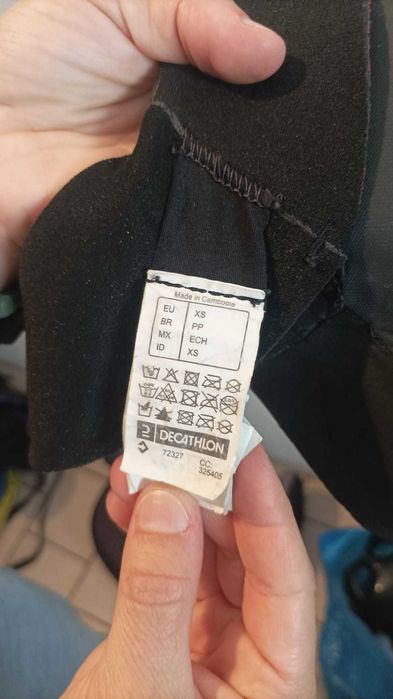 Made in Cambodia
EU XS
BR PP
MX ECH
ID XS
DECATHLON
72327 CC:
325405